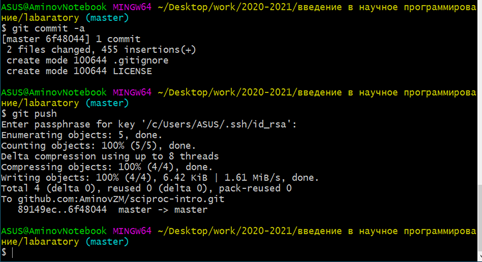 ASUS@AminovNotebook MINGW64 ~/Desktop/work/2020-2021/введение в научное программирова
ние/labaratory (master)
$ git commit -a
[master 6f48044] 1 commit
 2 files changed, 455 insertions(+)
 create mode 100644 .gitignore
 create mode 100644 LICENSE
ASUS@AminovNotebook MINGW64 ~/Desktop/work/2020-2021/введение в научное программирова
ние/labaratory (master)
$ git push
Enter passphrase for key '/c/Users/ASUS/.ssh/id_rsa':
Enumerating objects: 5, done.
Counting objects: 100% (5/5), done.
Delta compression using up to 8 threads
Compressing objects: 100% (4/4), done.
Writing objects: 100% (4/4), 6.42 KiB | 1.61 MiB/s, done.
Total 4 (delta 0), reused 0 (delta 0), pack-reused 0
To github.com:AminovZM/sciproc-intro.git
   89149ec..6f48044  master -> master
ASUS@AminovNotebook MINGW64 ~/Desktop/work/2020-2021/введение в научное программирова
ние/labaratory (master)
$